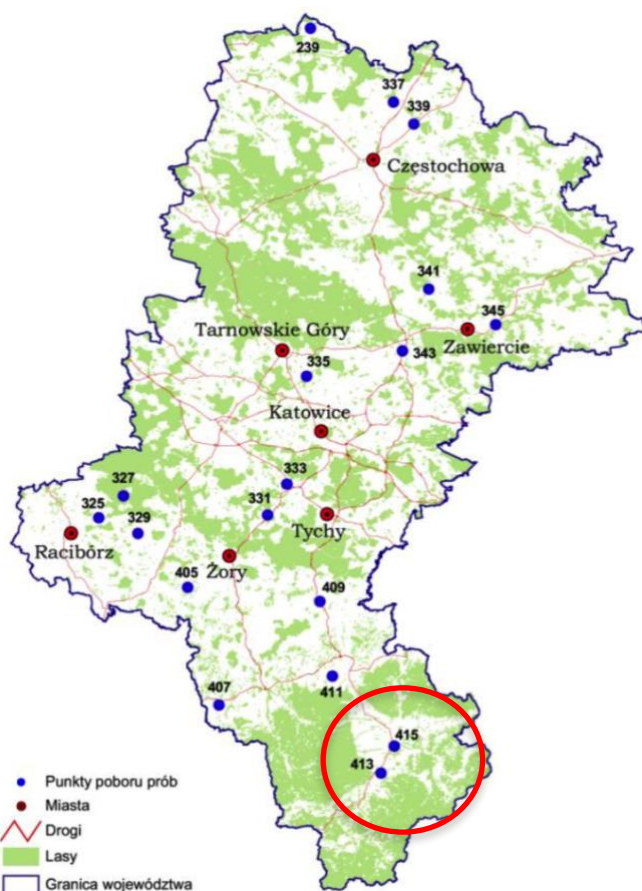 239
337
339
Częstochowa
341
345
Tarnowskie Góry
Zawiercie
335
343
Katowice
333
327
325
331
329
Tychy
Racibórz
Żory
405
409
407
411
415
413
Punkty poboru prób
Miasta
Drogi
Lasy
Granica województwa